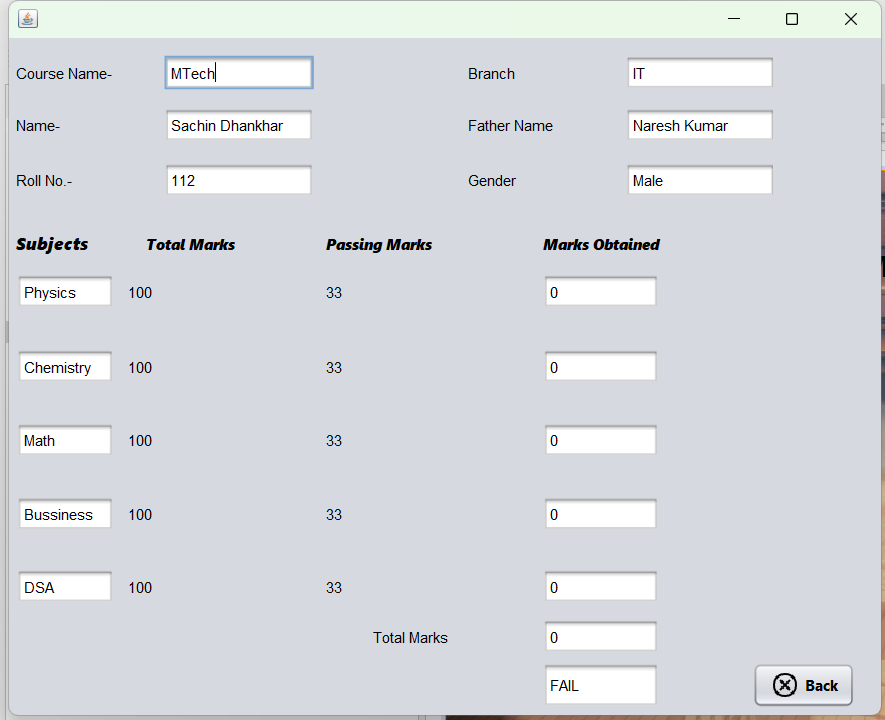 Course Name- MTech Branch IT
Name- Sachin Dhankhar Father Name Naresh Kumar
Roll No.- 112 Gender Male
Subjects Total Marks Passing Marks Marks Obtained
Physics 100 33 0
Chemistry 100 33 0
Math 100 33 0
Bussiness 100 33 0
DSA 100 33 0
Total Marks 0
FAIL Back